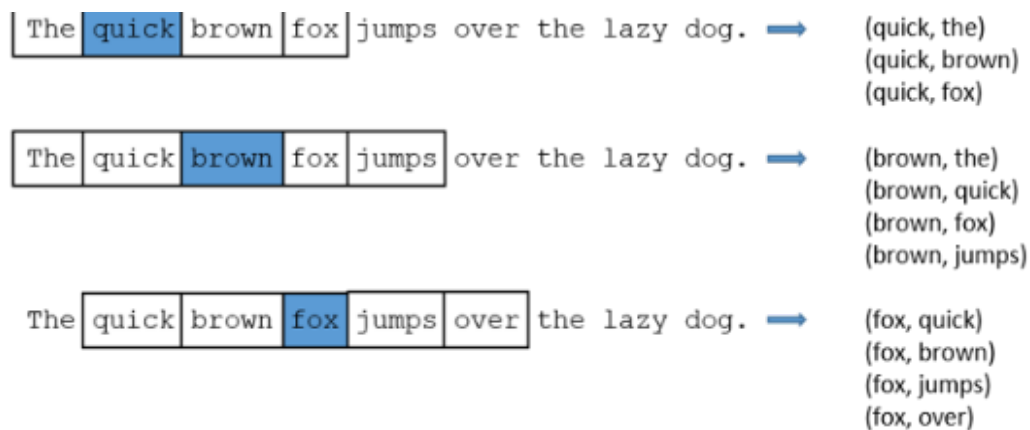 The quick brown fox jumps over the lazy dog. (quick, the)
(quick, brown)
(quick, fox)
The quick brown fox jumps over the lazy dog. (brown, the)
(brown, quick)
(brown, fox)
(brown, jumps)
The quick brown fox jumps over the lazy dog. (fox, quick)
(fox, brown)
(fox, jumps)
(fox, over)